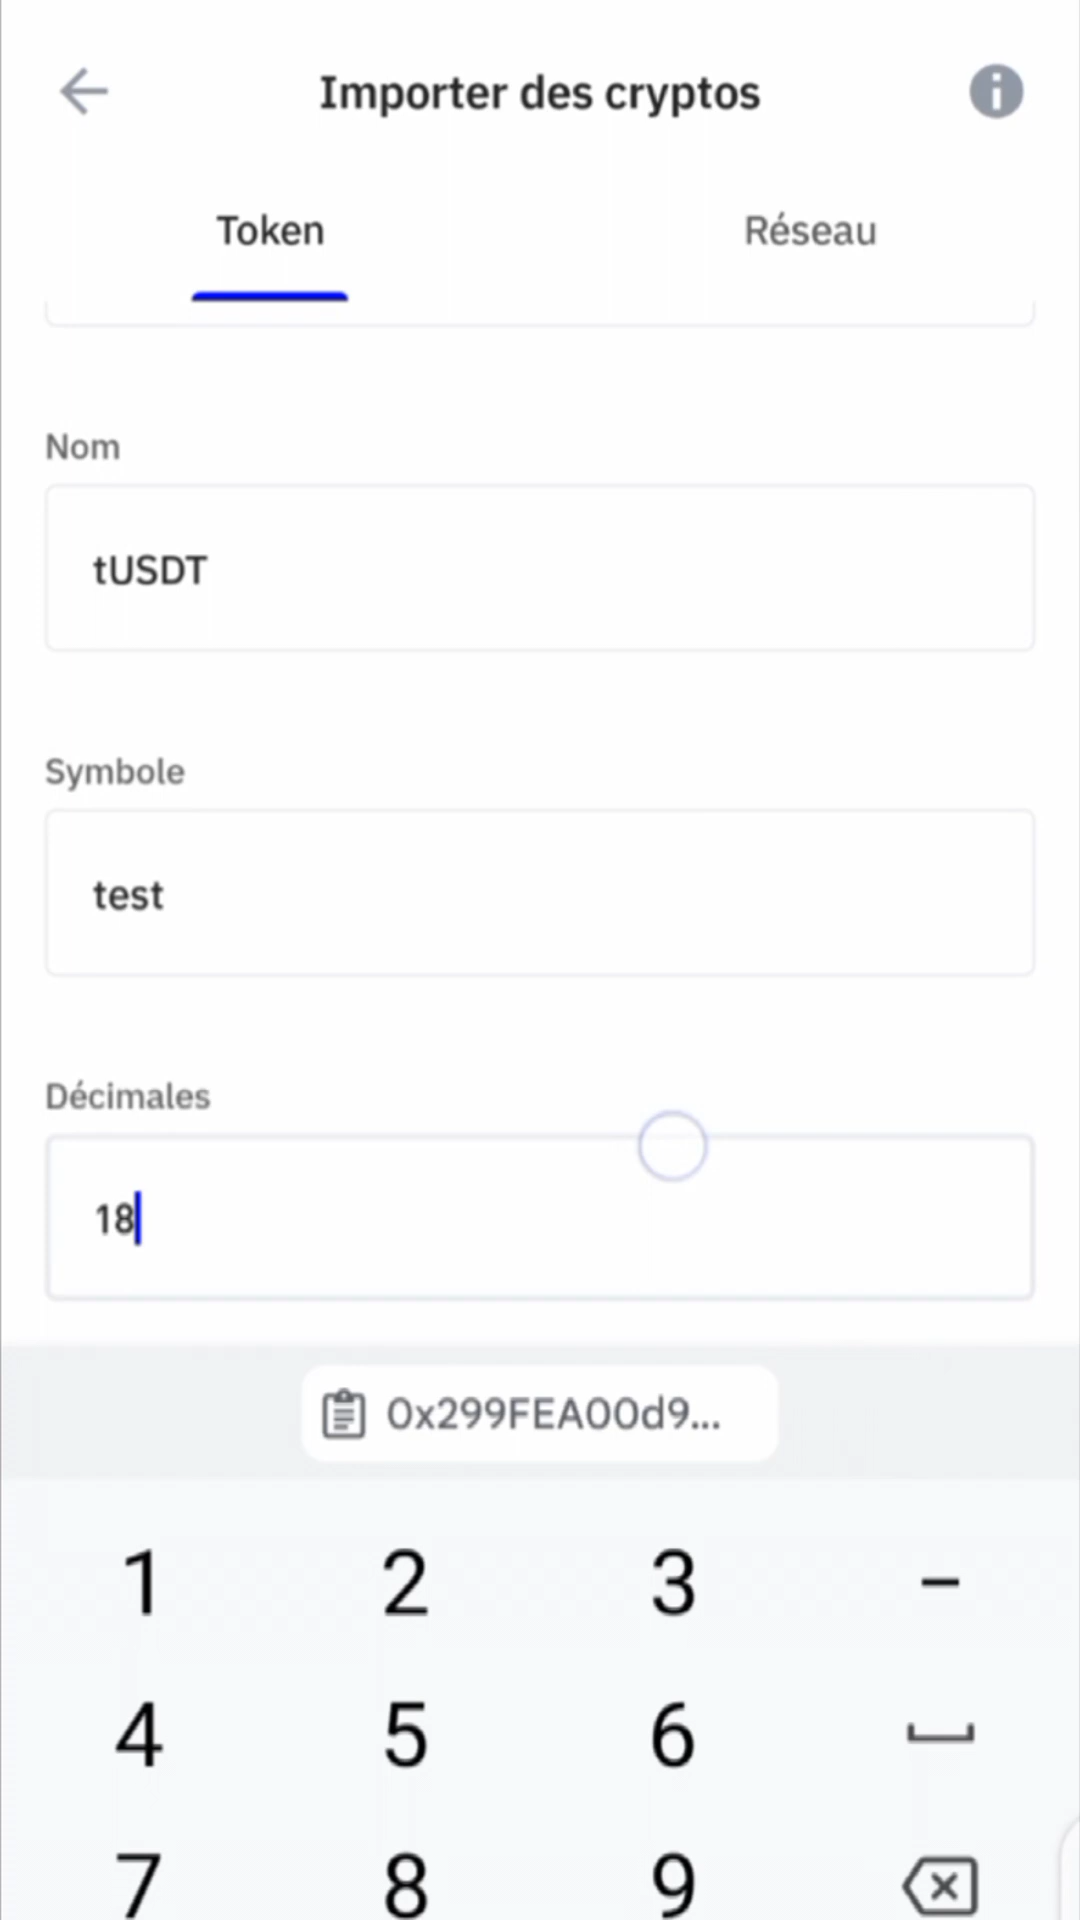 Importer des cryptos
Token
Réseau
Nom
tUSDT
Symbole
test
Décimales
18
0x299FEA00d9...
1 2 3 -
4 5 6
7 8 9